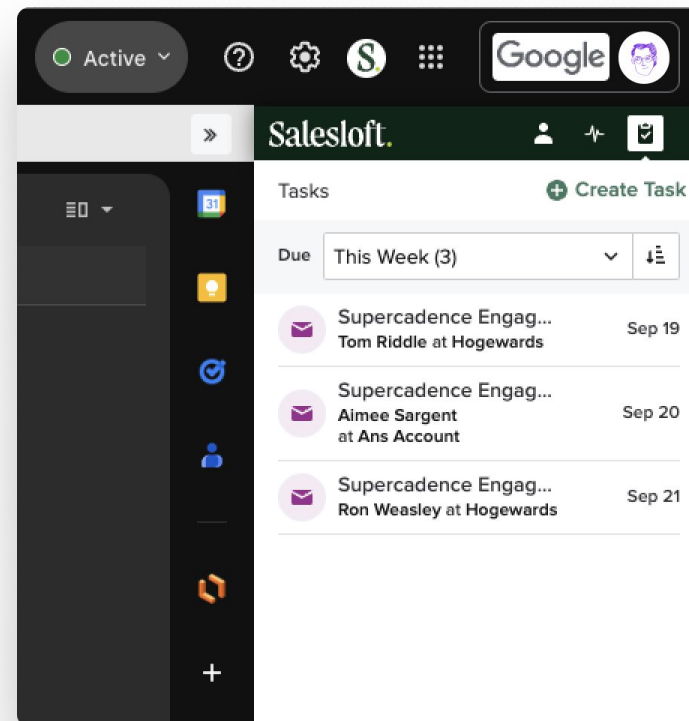 Active
S.
Google
Salesloft.
Tasks
Create Task
31
Due
This Week (3)
Supercadence Engag...
Tom Riddle at Hogewards
Sep 19
Supercadence Engag...
Aimee Sargent
at Ans Account
Sep 20
Supercadence Engag...
Ron Weasley at Hogewards
Sep 21